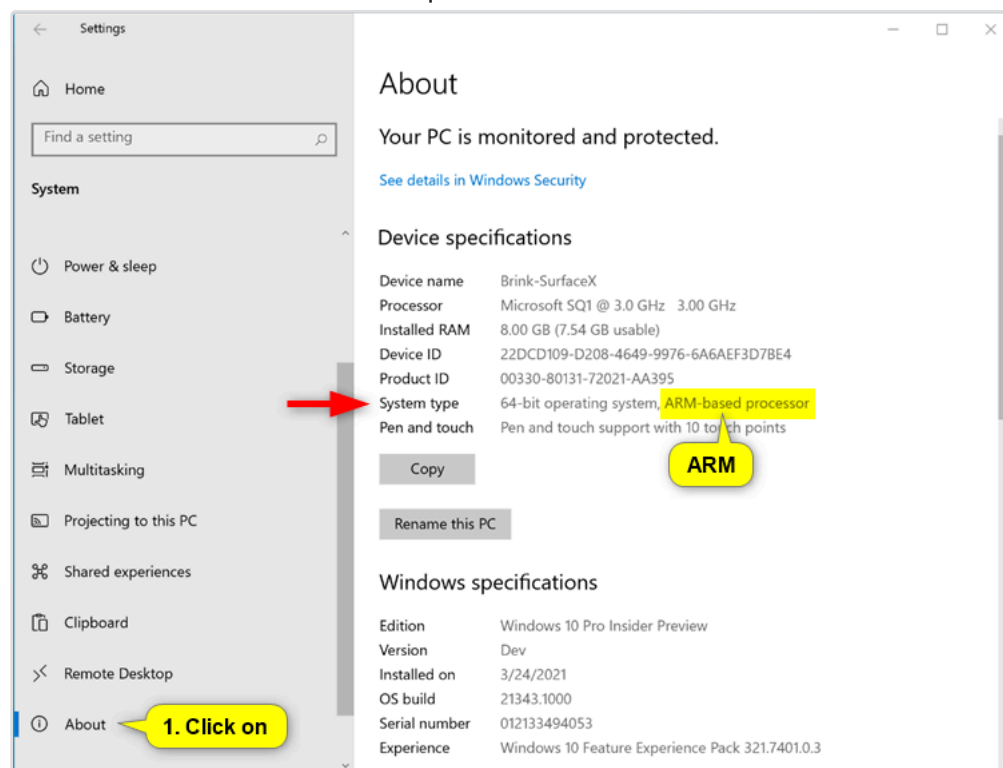 Settings
Home
Find a setting
System
Power & sleep
Battery
Storage
Tablet
Multitasking
Projecting to this PC
Shared experiences
Clipboard
Remote Desktop
About
1. Click on
About
Your PC is monitored and protected.
See details in Windows Security
Device specifications
Device name Brink-SurfaceX
Processor Microsoft SQ1 @ 3.0 GHz 3.00 GHz
Installed RAM 8.00 GB (7.54 GB usable)
Device ID 22DCD109-D208-4649-9976-6A6AEF3D7BE4
Product ID 00330-80131-72021-AA395
System type 64-bit operating system, ARM-based processor
Pen and touch Pen and touch support with 10 touch points
ARM
Copy
Rename this PC
Windows specifications
Edition Windows 10 Pro Insider Preview
Version Dev
Installed on 3/24/2021
OS build 21343.1000
Serial number 012133494053
Experience Windows 10 Feature Experience Pack 321.7401.0.3